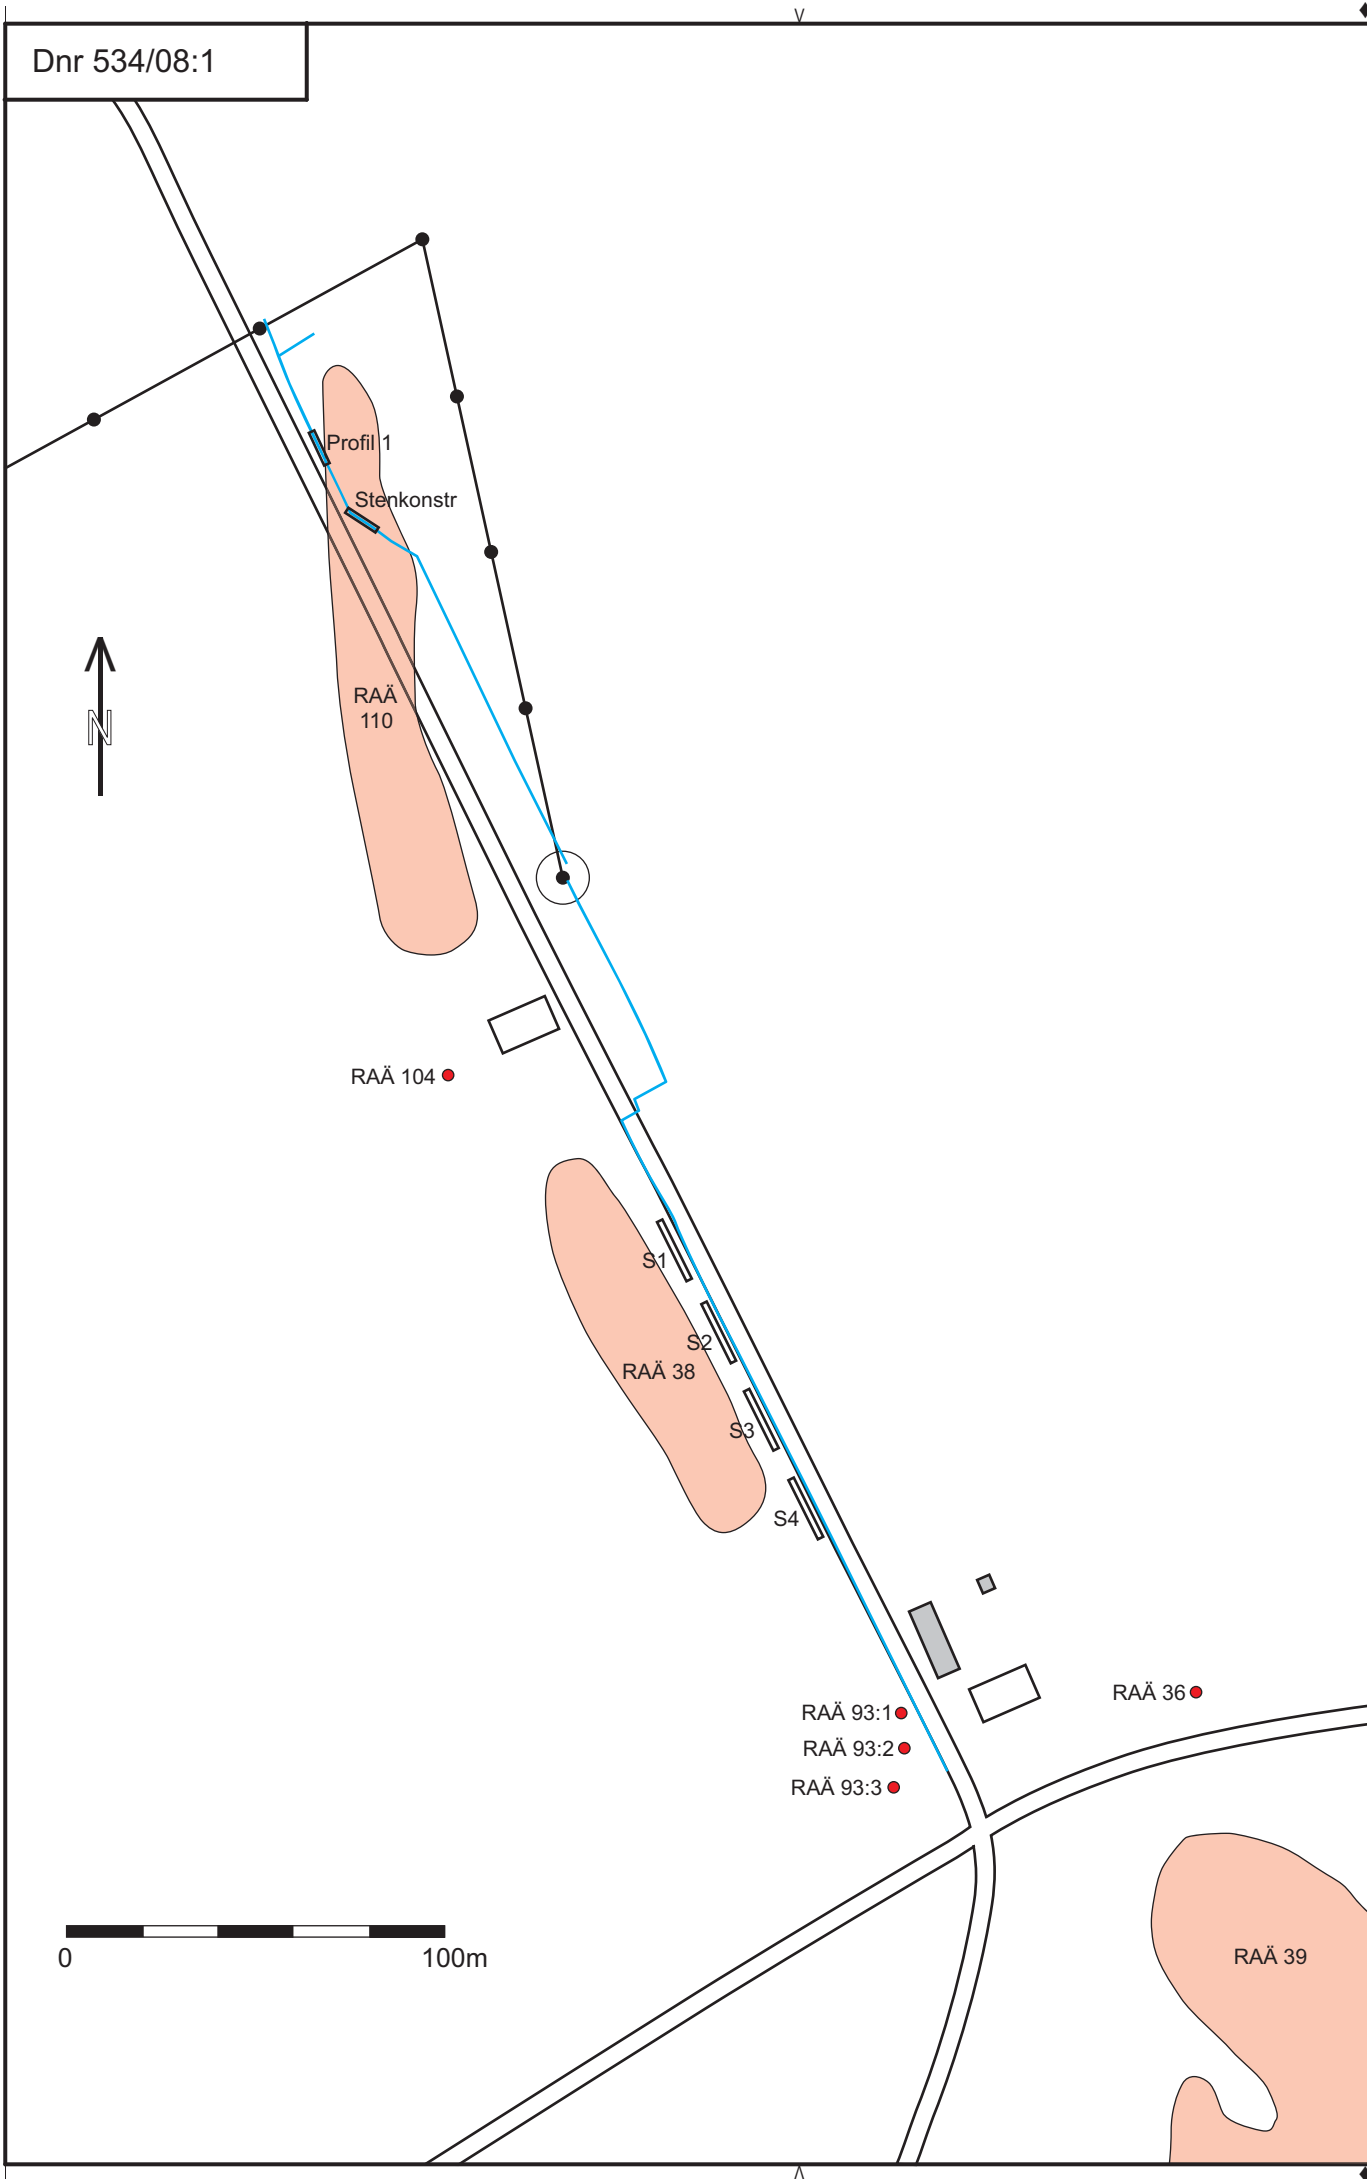 Dnr 534/08:1
Profil 1
Stenkonstr
N
RAÄ
110
RAÄ 104
S1
S2
RAÄ 38
S3
S4
RAÄ 36
RAÄ 93:1
RAÄ 93:2
RAÄ 93:3
RAÄ 39
0 100m